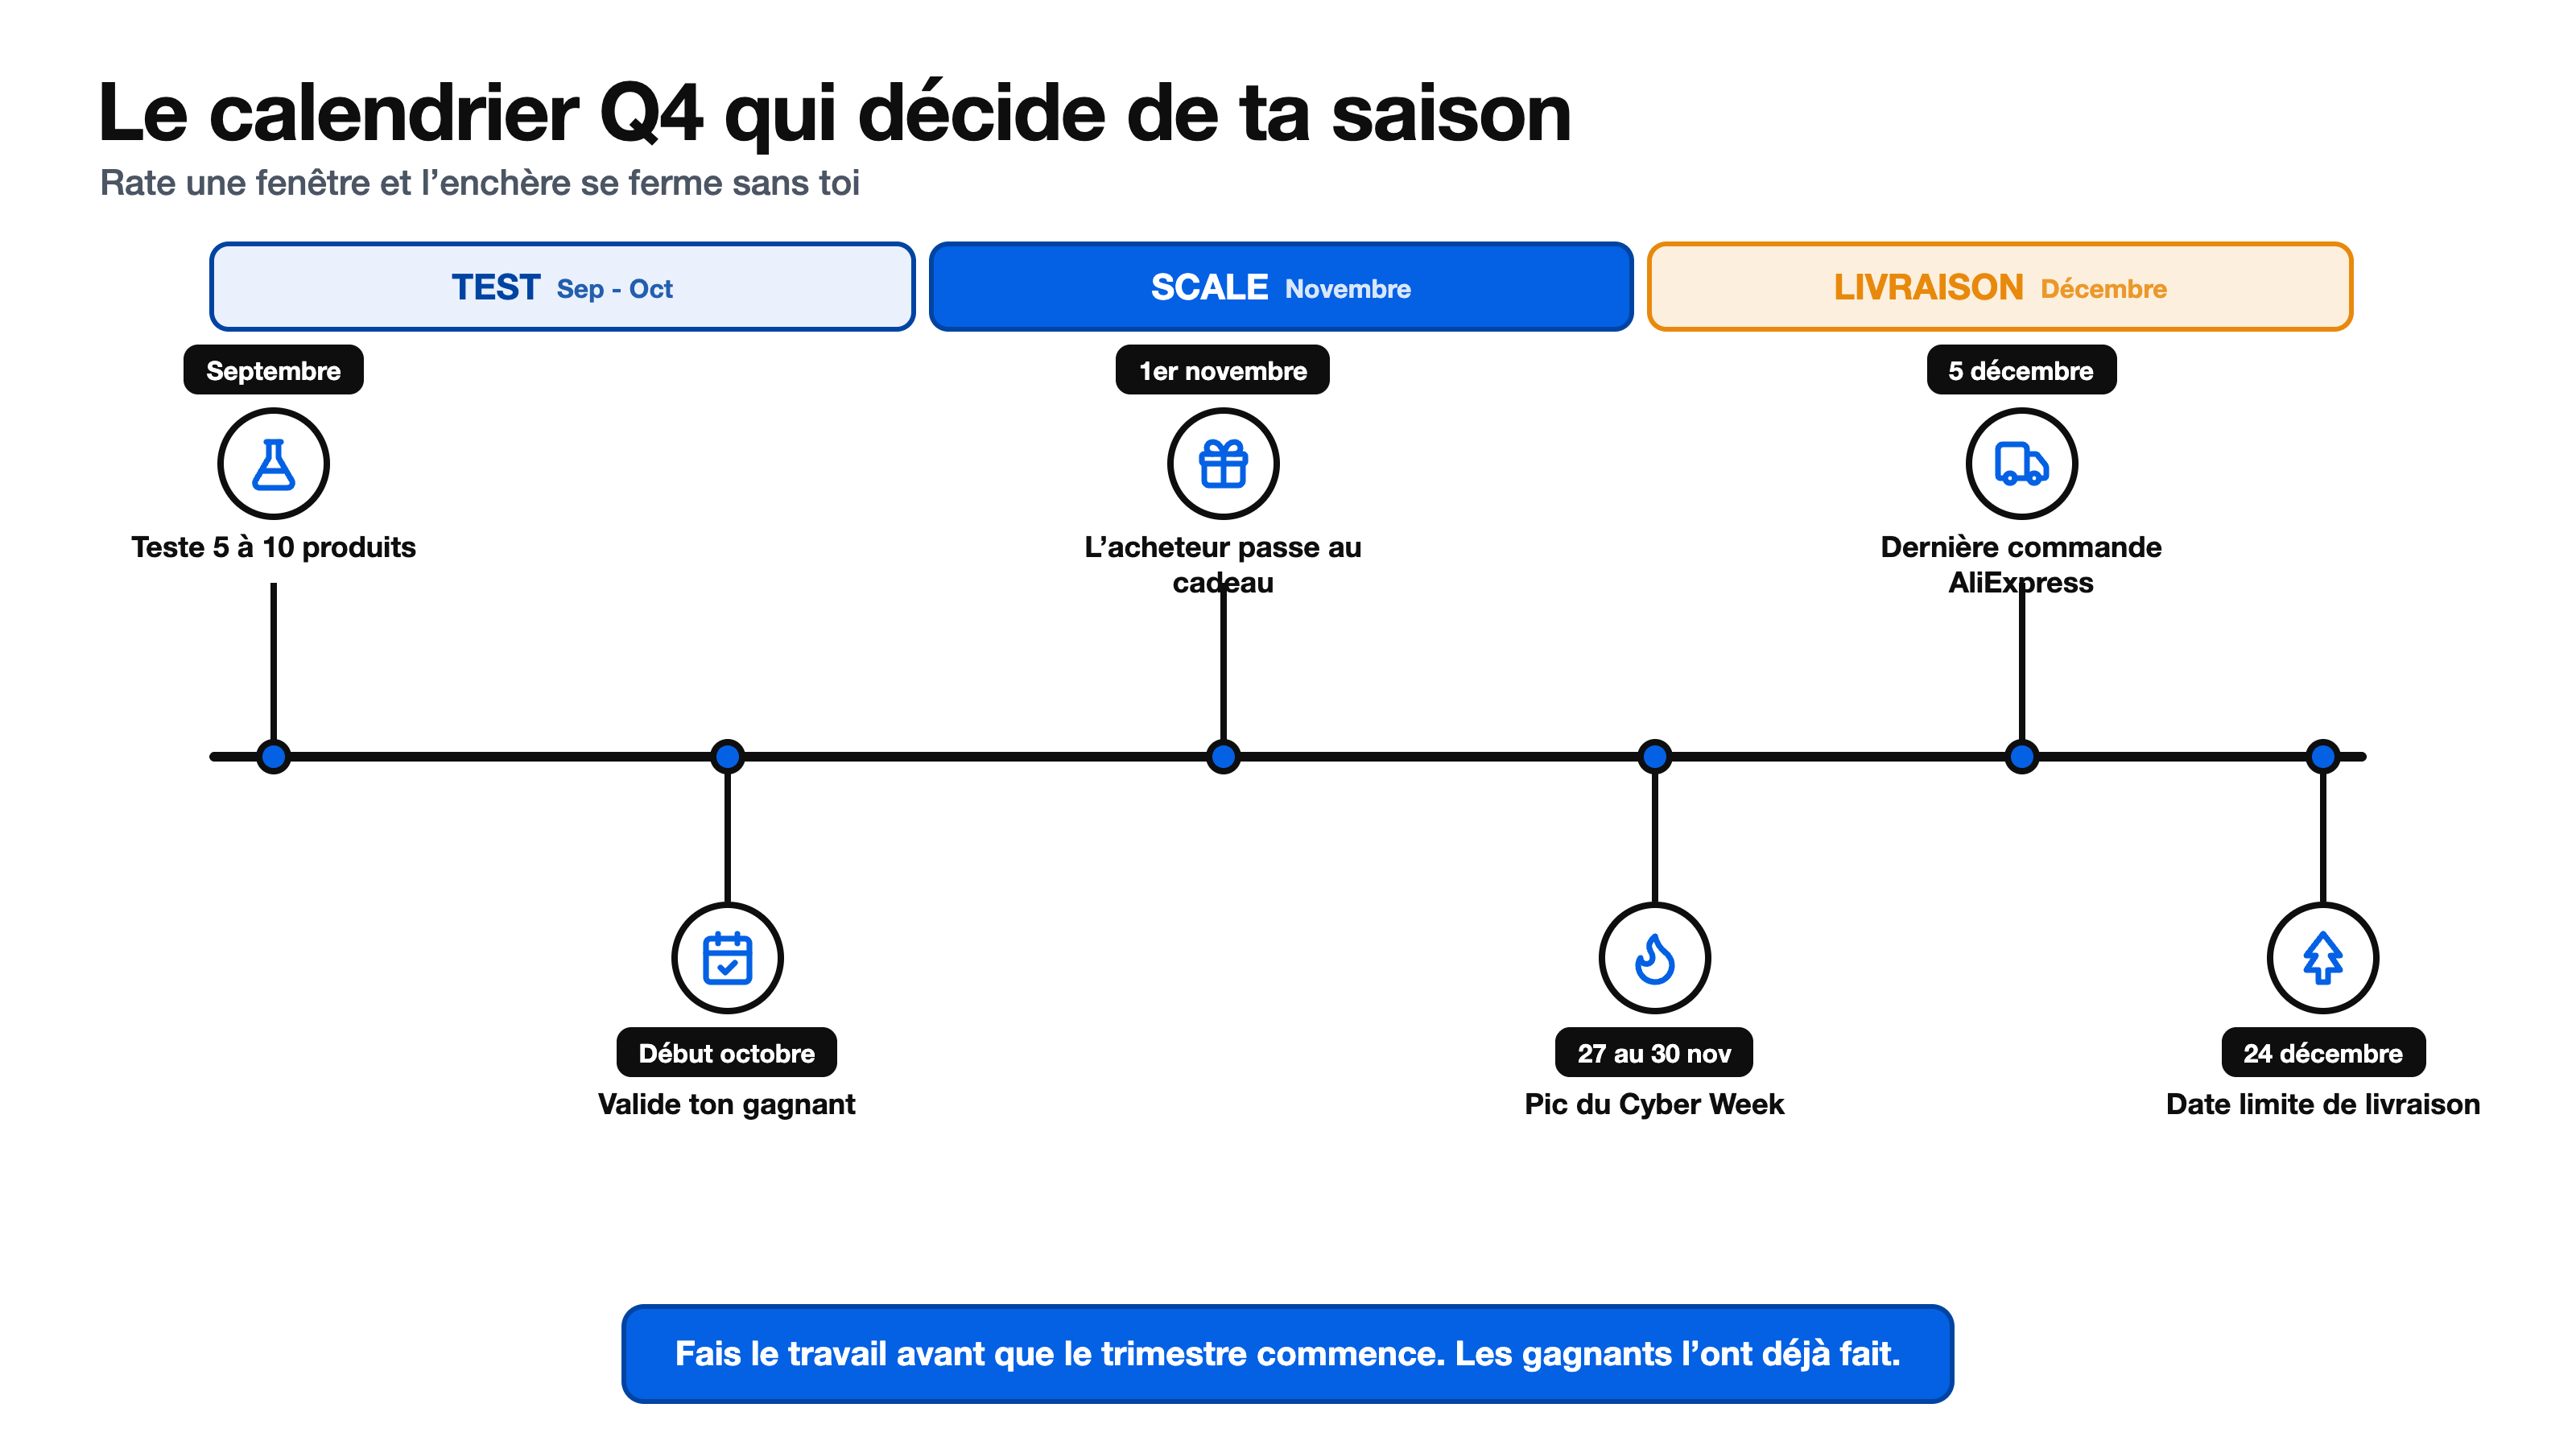 Le calendrier Q4 qui décide de ta saison
Rate une fenêtre et l’enchère se ferme sans toi
TEST Sep - Oct
SCALE Novembre
LIVRAISON Décembre
Septembre
Teste 5 à 10 produits
1er novembre
L’acheteur passe au
cadeau
5 décembre
Dernière commande
AliExpress
Début octobre
Valide ton gagnant
27 au 30 nov
Pic du Cyber Week
24 décembre
Date limite de livraison
Fais le travail avant que le trimestre commence. Les gagnants l’ont déjà fait.